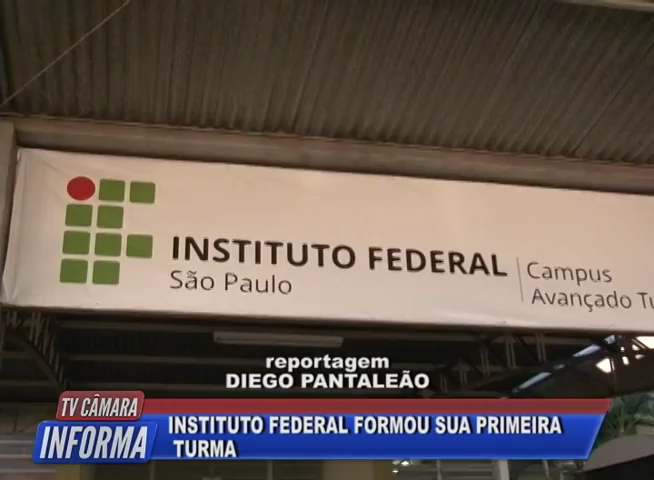 INSTITUTO FEDERAL
São Paulo
Campus
Avançado
reportagem
DIEGO PANTALEÃO
TV CÂMARA
INFORMA
INSTITUTO FEDERAL FORMOU SUA PRIMEIRA
TURMA